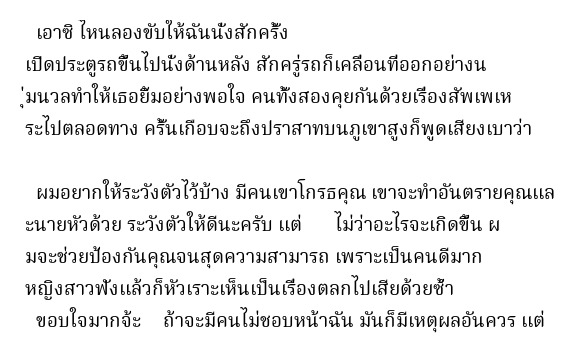 เอาซิ ไหนลองขับให้ฉันนั่งสักครั้ง
เปิดประตูรถขึ้นไปนั่งด้านหลัง สักครู่รถก็เคลื่อนที่ออกอย่างน
ุ่มนวลทำให้เธอยิ้มอย่างพอใจ คนทั้งสองคุยกันด้วยเรื่องสัพเพเห
ระไปตลอดทาง ครั้นเกือบจะถึงปราสาทบนภูเขาสูงก็พูดเสียงเบาว่า
ผมอยากให้ระวังตัวไว้บ้าง มีคนเขาโกรธคุณ เขาจะทำอันตรายคุณแล
ะนายหัวด้วย ระวังตัวให้ดีนะครับ แต่ ไม่ว่าอะไรจะเกิดขึ้น ผ
มจะช่วยป้องกันคุณจนสุดความสามารถ เพราะเป็นคนดีมาก
หญิงสาวฟังแล้วก็หัวเราะเห็นเป็นเรื่องตลกไปเสียด้วยซ้ำ
ขอบใจมากจ้ะ ถ้าจะมีคนไม่ชอบหน้าฉัน มันก็มีเหตุผลอันควร แต่